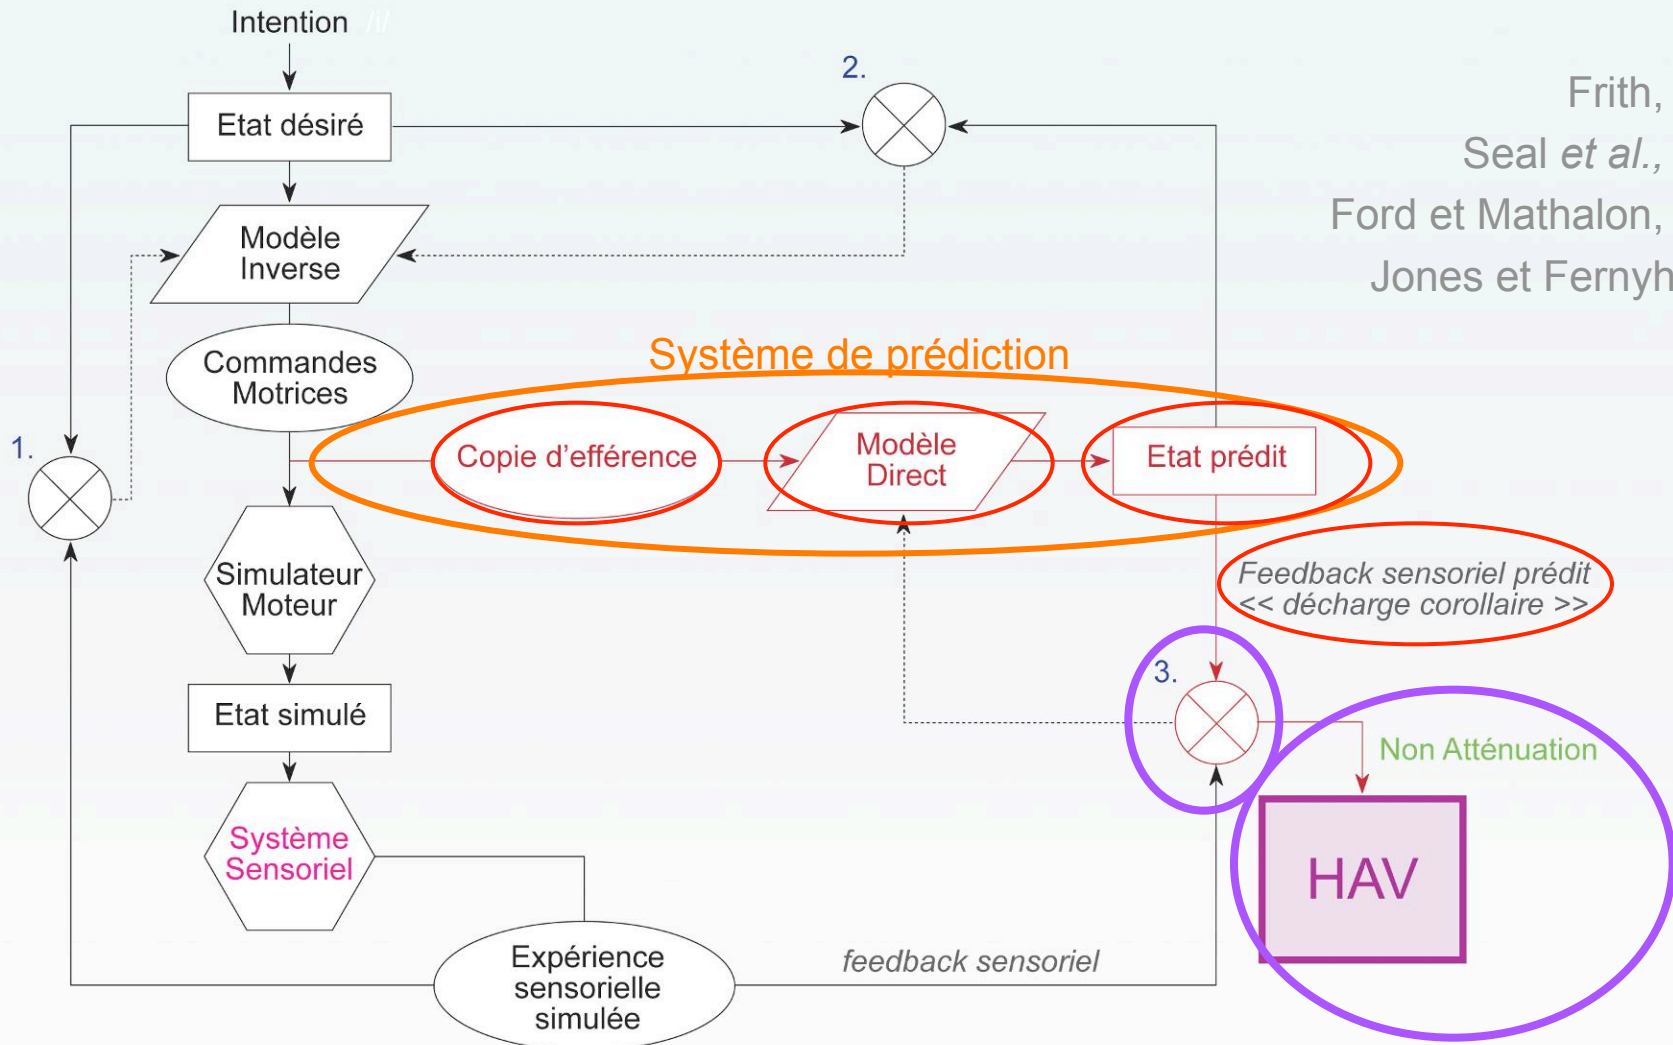 Intention /i/
2.
Frith,
Etat désiré
Seal et al.,
Ford et Mathalon,
Modèle
Inverse
Jones et Fernyh
Système de prédiction
Commandes
Motrices
1.
Copie d'efférence
Modèle
Direct
Etat prédit
Feedback sensoriel prédit
<< décharge corollaire >>
Simulateur
Moteur
3.
Etat simulé
Non Atténuation
Système
Sensoriel
HAV
Expérience
sensorielle
simulée
feedback sensoriel